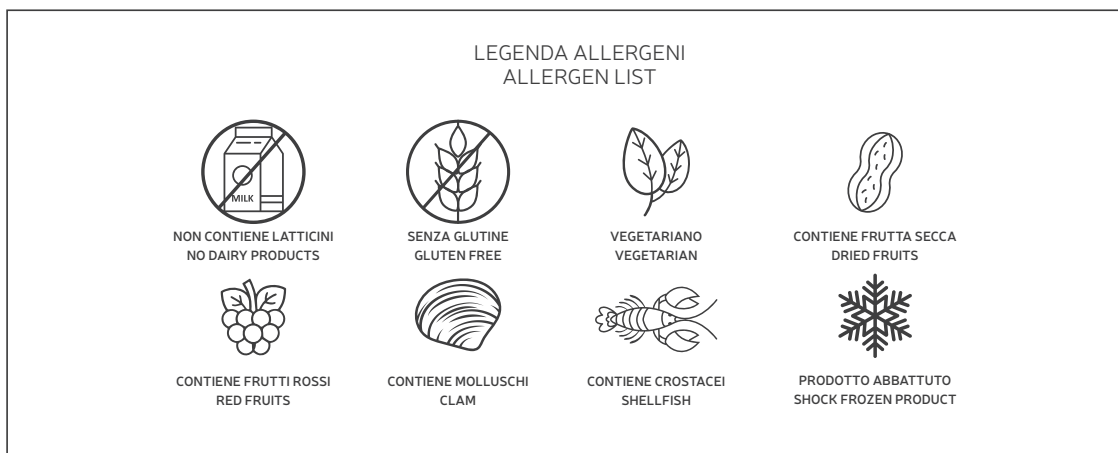 LEGENDA ALLERGENI
ALLERGEN LIST
MILK
NON CONTIENE LATTICINI
NO DAIRY PRODUCTS
SENZA GLUTINE
GLUTEN FREE
VEGETARIANO
VEGETARIAN
CONTIENE FRUTTA SECCA
DRIED FRUITS
CONTIENE FRUTTI ROSSI
RED FRUITS
CONTIENE MOLLUSCHI
CLAM
CONTIENE CROSTACEI
SHELLFISH
PRODOTTO ABBATTUTO
SHOCK FROZEN PRODUCT